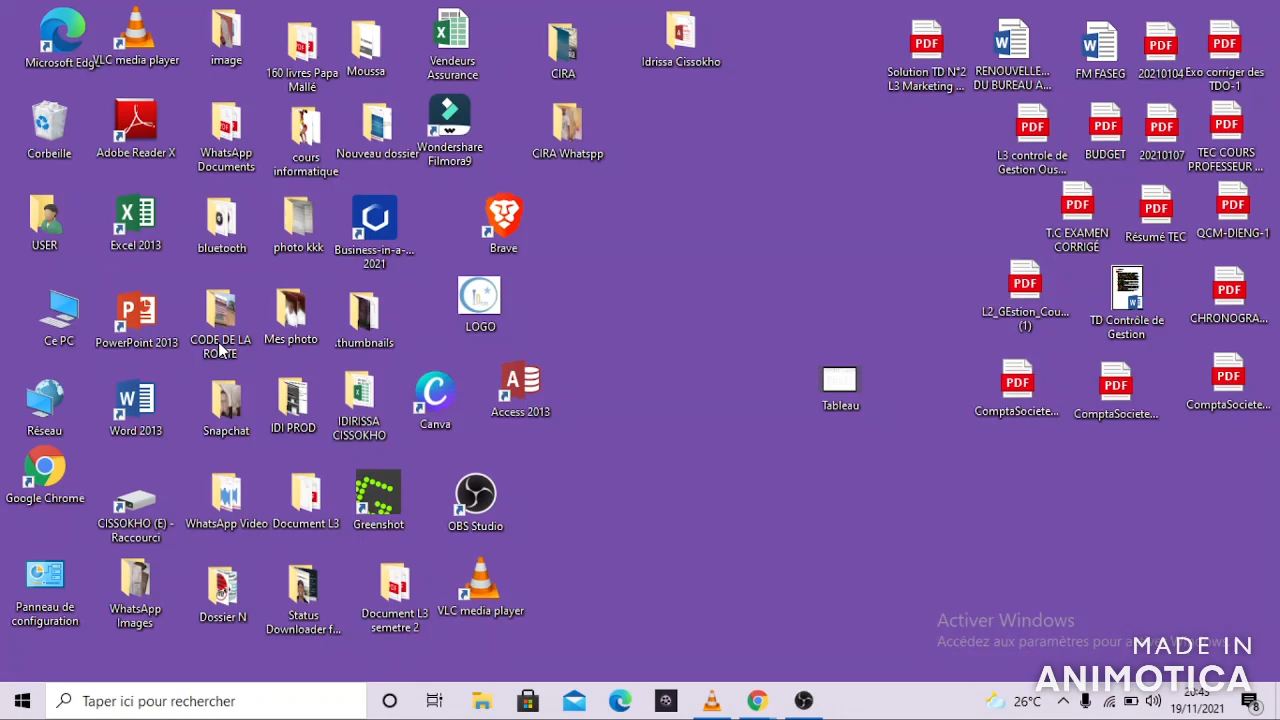 Microsoft Edge
VLC media player
image
160 livres Papa
Mallé
Moussa
Vendeurs
Assurance
CIRA
Idrissa Cissokho
Solution TD N°2
L3 Marketing ...
RENOUVELLE...
DU BUREAU A...
FM FASEG
20210104
Exo corriger des
TDO-1
Corbeille
Adobe Reader X
WhatsApp
Documents
cours
informatique
Nouveau dossier
Wondershare
Filmora9
CIRA Whatspp
L3 controle de
Gestion Ous...
BUDGET
20210107
TEC COURS
PROFESSEUR ...
USER
Excel 2013
bluetooth
photo kkk
Business-in-a-...
2021
Brave
T.C EXAMEN
CORRIGÉ
Résumé TEC
QCM-DIENG-1
Ce PC
PowerPoint 2013
CODE DE LA
ROUTE
Mes photo
.thumbnails
LOGO
L2_GEstion_Cou...
(1)
TD Contrôle de
Gestion
CHRONOGRA...
Réseau
Word 2013
Snapchat
IDI PROD
IDIRISSA
CISSOKHO
Canva
Access 2013
Tableau
ComptaSociete...
ComptaSociete...
ComptaSociete...
Google Chrome
CISSOKHO (E) -
Raccourci
WhatsApp Video
Document L3
Greenshot
OBS Studio
Panneau de
configuration
WhatsApp
Images
Dossier N
Status
Downloader f...
Document L3
semetre 2
VLC media player
Activer Windows
Accédez aux paramètres pour activer Windows.
MADE IN
ANIMOTICA
Taper ici pour rechercher
26°C
20:45
19/11/2021
8